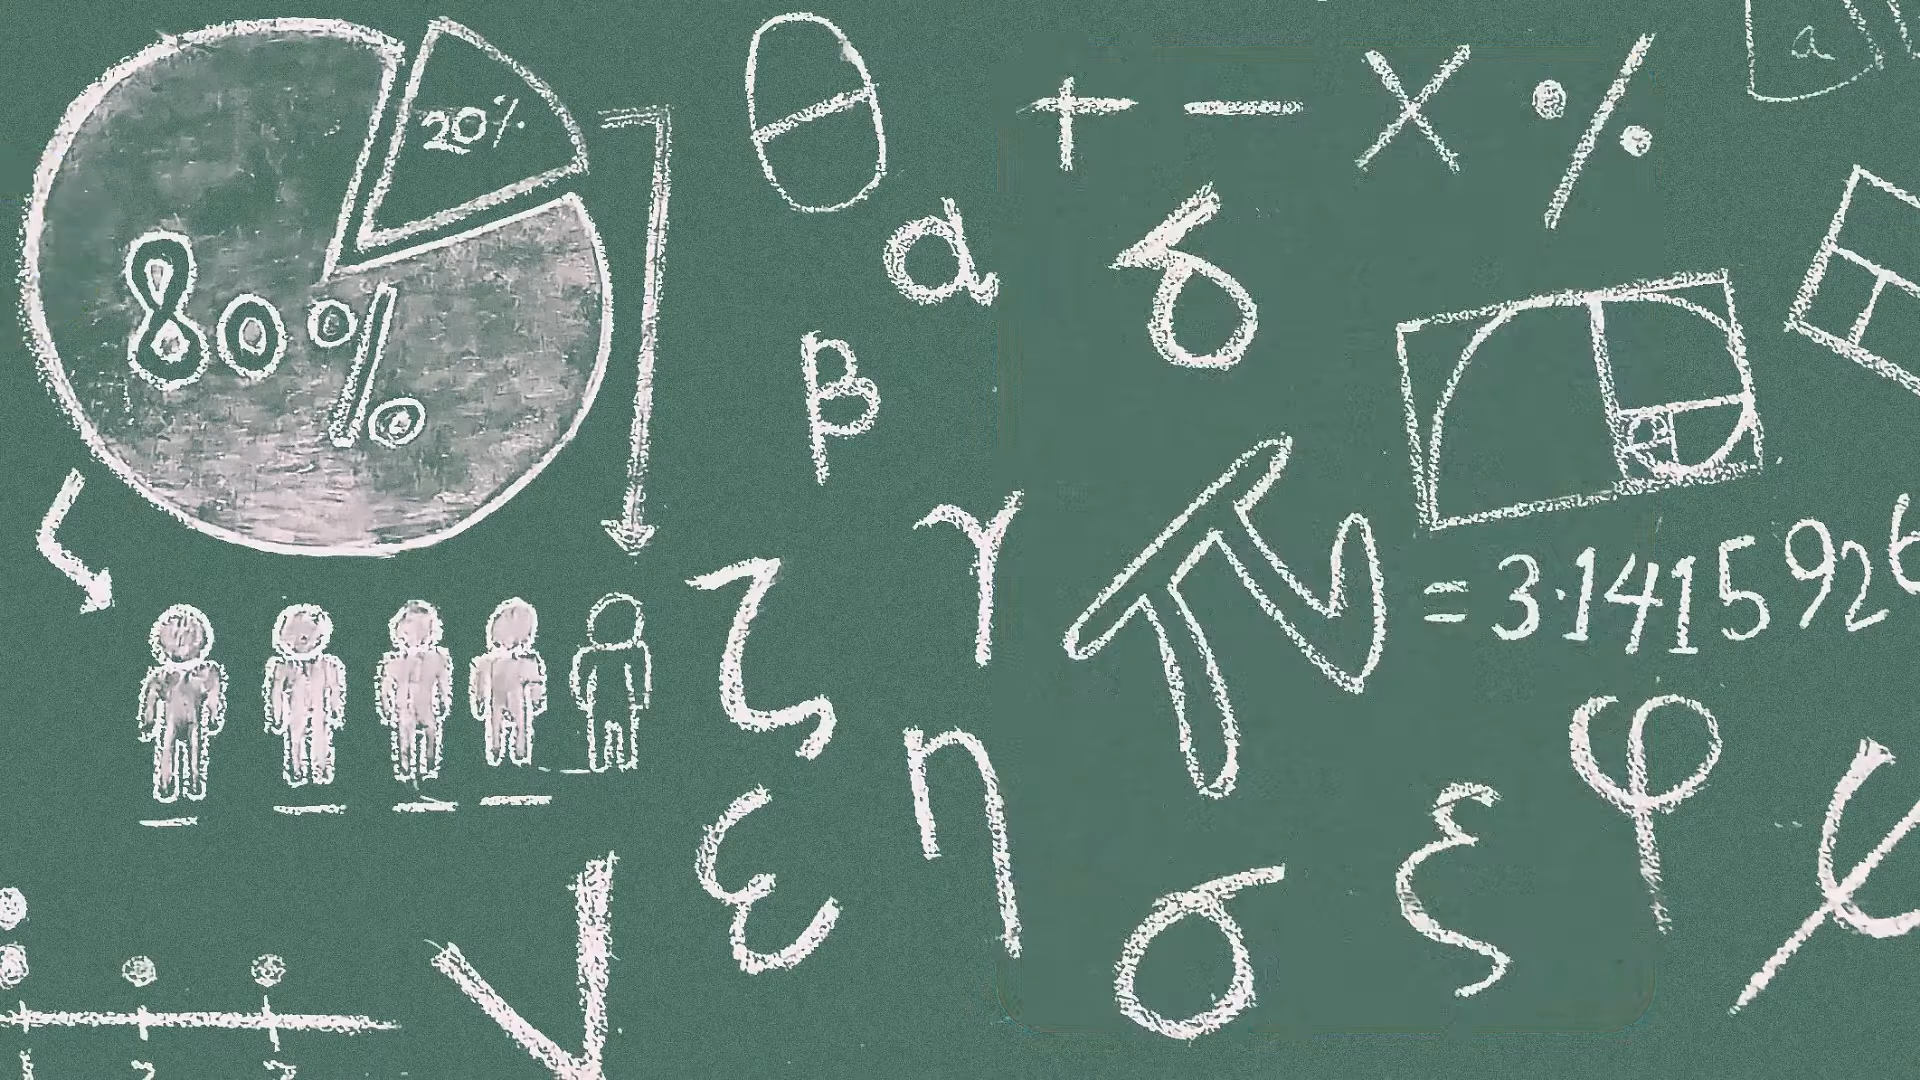 20%
80%
θ
+ − × %
a
α
δ
β
γ
π = 3·1415926
ζ
η
ε
σ
ξ
φ
ψ